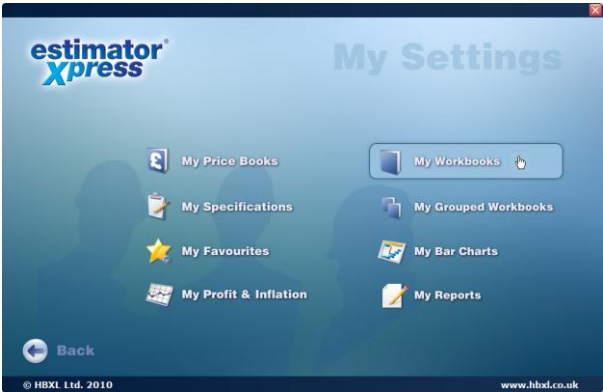 estimator®
xpress
My Settings
My Price Books
My Workbooks
My Specifications
My Grouped Workbooks
My Favourites
My Bar Charts
My Profit & Inflation
My Reports
Back
© HBXL Ltd. 2010
www.hbxl.co.uk